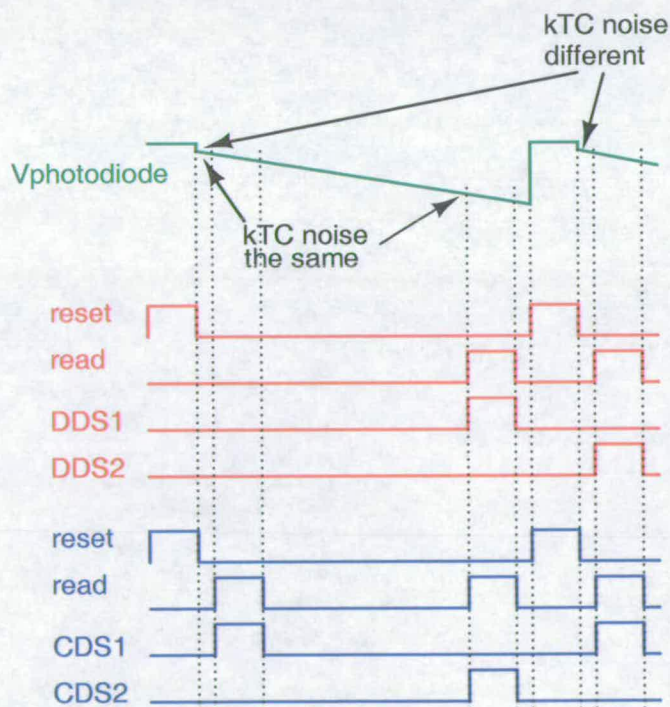 kTC noise
different
Vphotodiode
kTC noise
the same
reset
read
DDS1
DDS2
reset
read
CDS1
CDS2